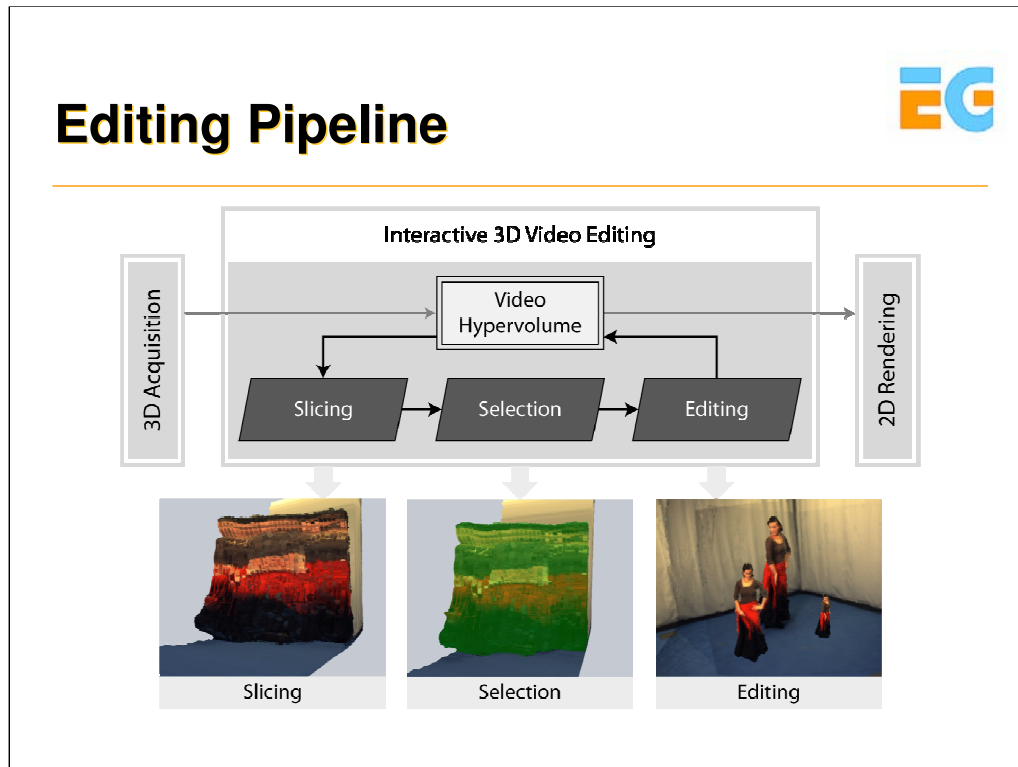 Editing Pipeline
EG
Interactive 3D Video Editing
3D Acquisition
Video
Hypervolume
2D Rendering
Slicing
Selection
Editing
Slicing
Selection
Editing